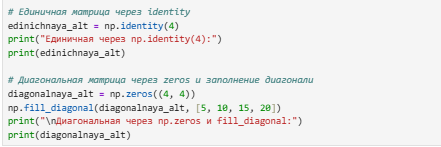 # Единичная матрица через identity
edinichnaya_alt = np.identity(4)
print("Единичная через np.identity(4):")
print(edinichnaya_alt)
# Диагональная матрица через zeros и заполнение диагонали
diagonalnaya_alt = np.zeros((4, 4))
np.fill_diagonal(diagonalnaya_alt, [5, 10, 15, 20])
print("\nДиагональная через np.zeros и fill_diagonal:")
print(diagonalnaya_alt)